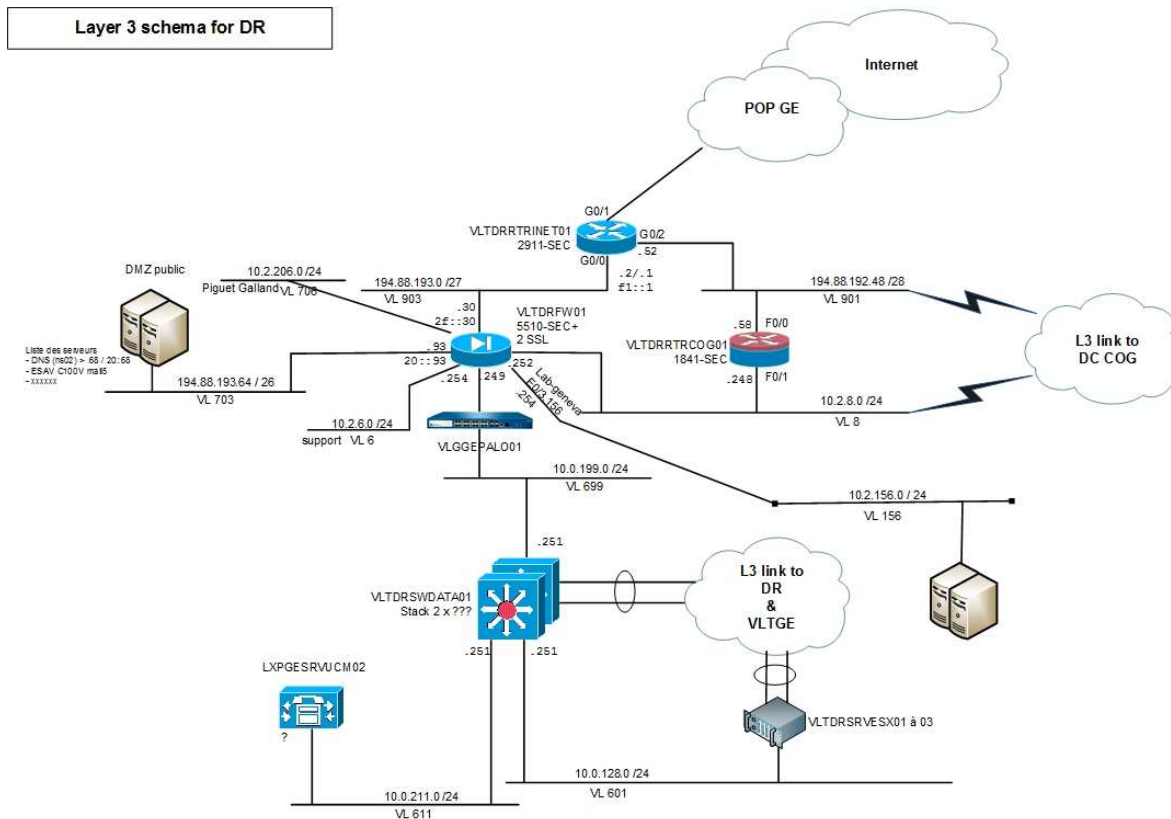 Layer 3 schema for DR
Internet
POP GE
G0/1
VLTDRRTRINET01
2911-SEC
G0/2
.52
G0/0
DMZ public
10.2.206.0 /24
Piguet Galland
VL 706
194.88.193.0 /27
VL 903
.2/.1
f1::1
194.88.192.48 /28
VL 901
.30
2f::30
VLTDRFW01
5510-SEC+
2 SSL
.58
F0/0
VLTDRRTRCOG01
1841-SEC
L3 link to
DC COG
Liste des serveurs
- DNS (ns02) > .68 / 20::68
- ESAV C100V mail5
- xxxxxx
.93
20::93
.252
.254
.249
.248
F0/1
194.88.193.64 / 26
VL 703
Lab-geneva
E0/3.156
.254
10.2.8.0 /24
VL 8
10.2.6.0 /24
support VL 6
VLGGEPALO01
10.0.199.0 /24
VL 699
10.2.156.0 / 24
VL 156
.251
VLTDRSWDATA01
Stack 2 x ???
L3 link to
DR
&
VLTGE
.251
.251
LXPGESRVUCM02
?
VLTDRSRVESX01 à 03
10.0.128.0 /24
VL 601
10.0.211.0 /24
VL 611